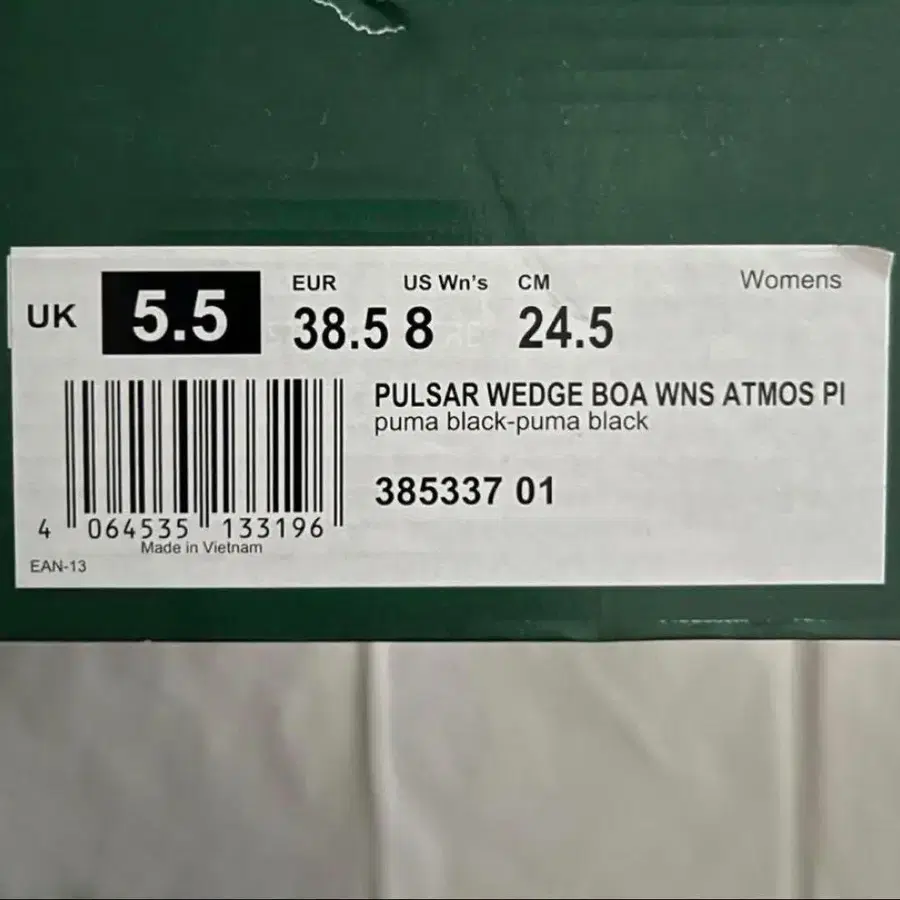 EUR US Wn's CM Womens
UK 5.5 38.5 8 24.5
PULSAR WEDGE BOA WNS ATMOS PI
puma black-puma black
385337 01
4 064535 133196
Made in Vietnam
EAN-13